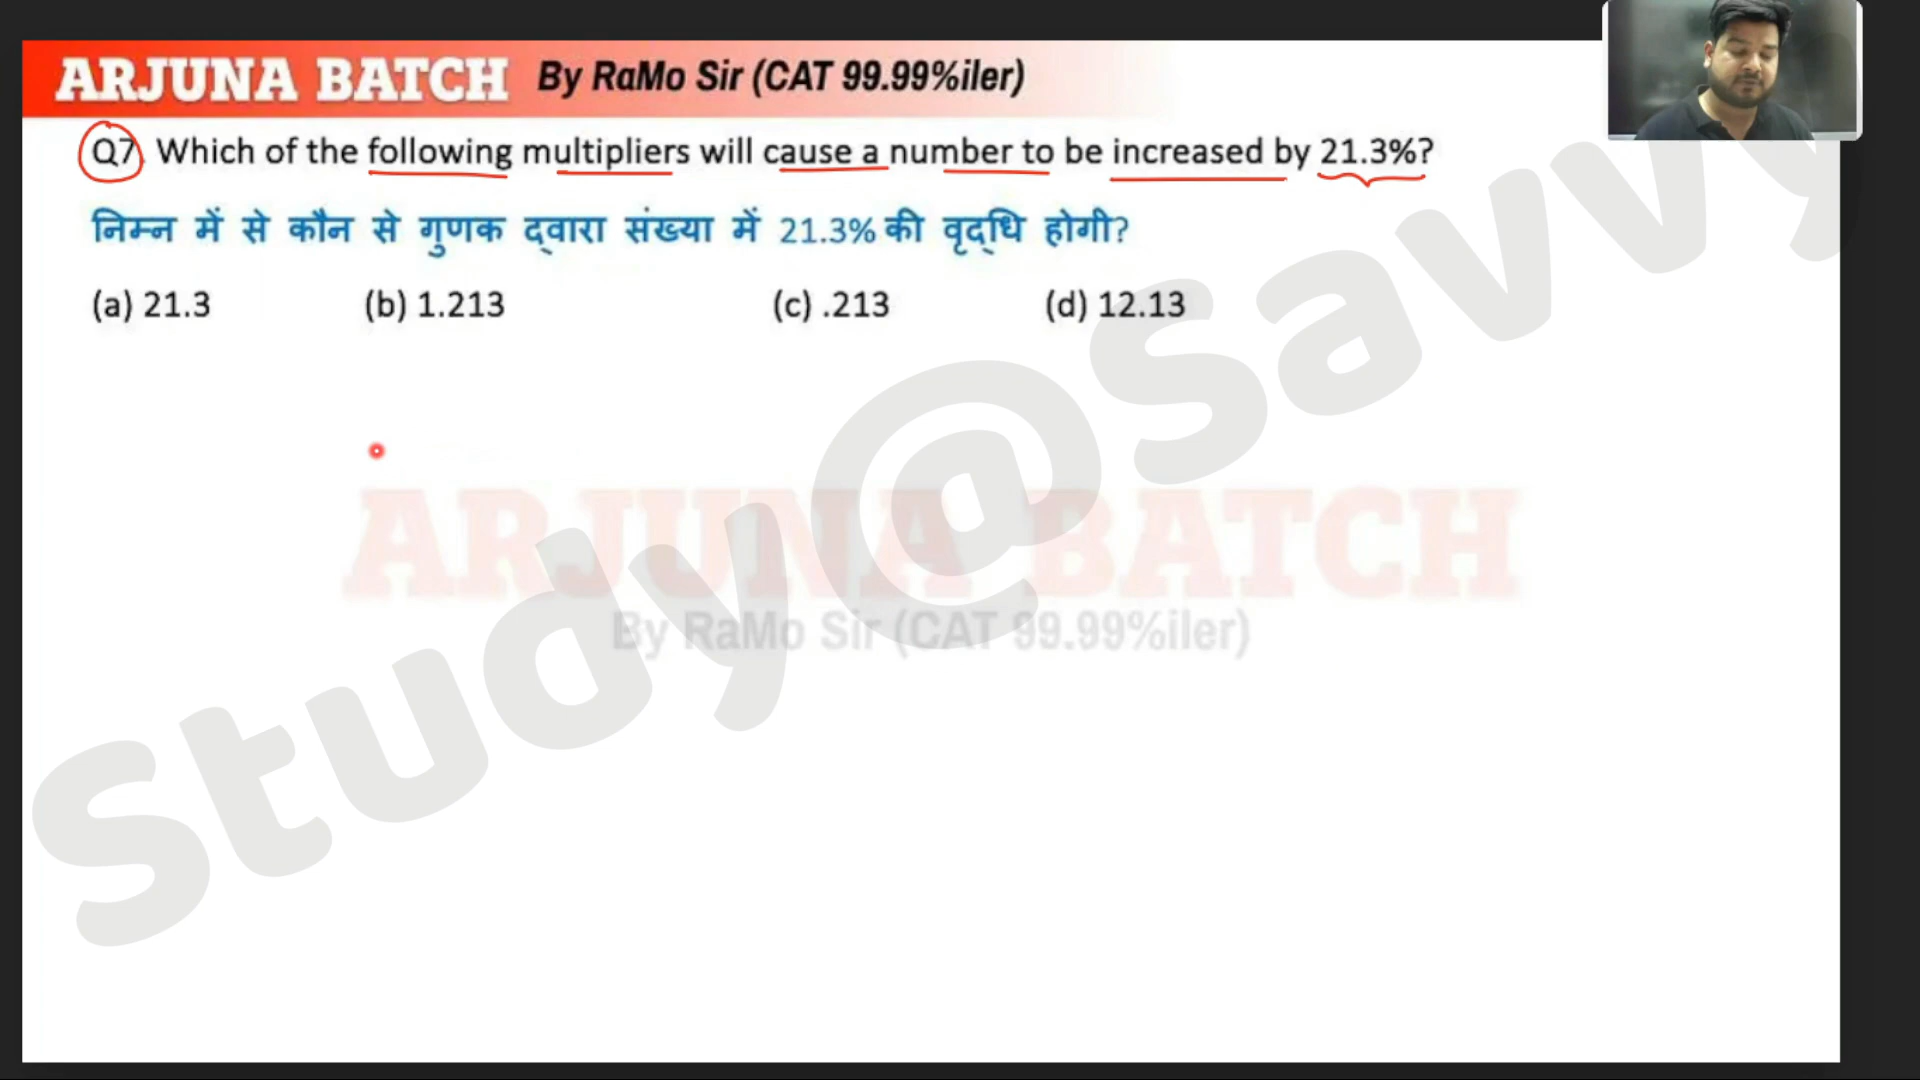 ARJUNA BATCH By RaMo Sir (CAT 99.99%iler)
Q7. Which of the following multipliers will cause a number to be increased by 21.3%?
निम्न में से कौन से गुणक द्वारा संख्या में 21.3% की वृद्धि होगी?
(a) 21.3 (b) 1.213 (c) .213 (d) 12.13
ARJUNA BATCH
By RaMo Sir (CAT 99.99%iler)
Study@Savvy